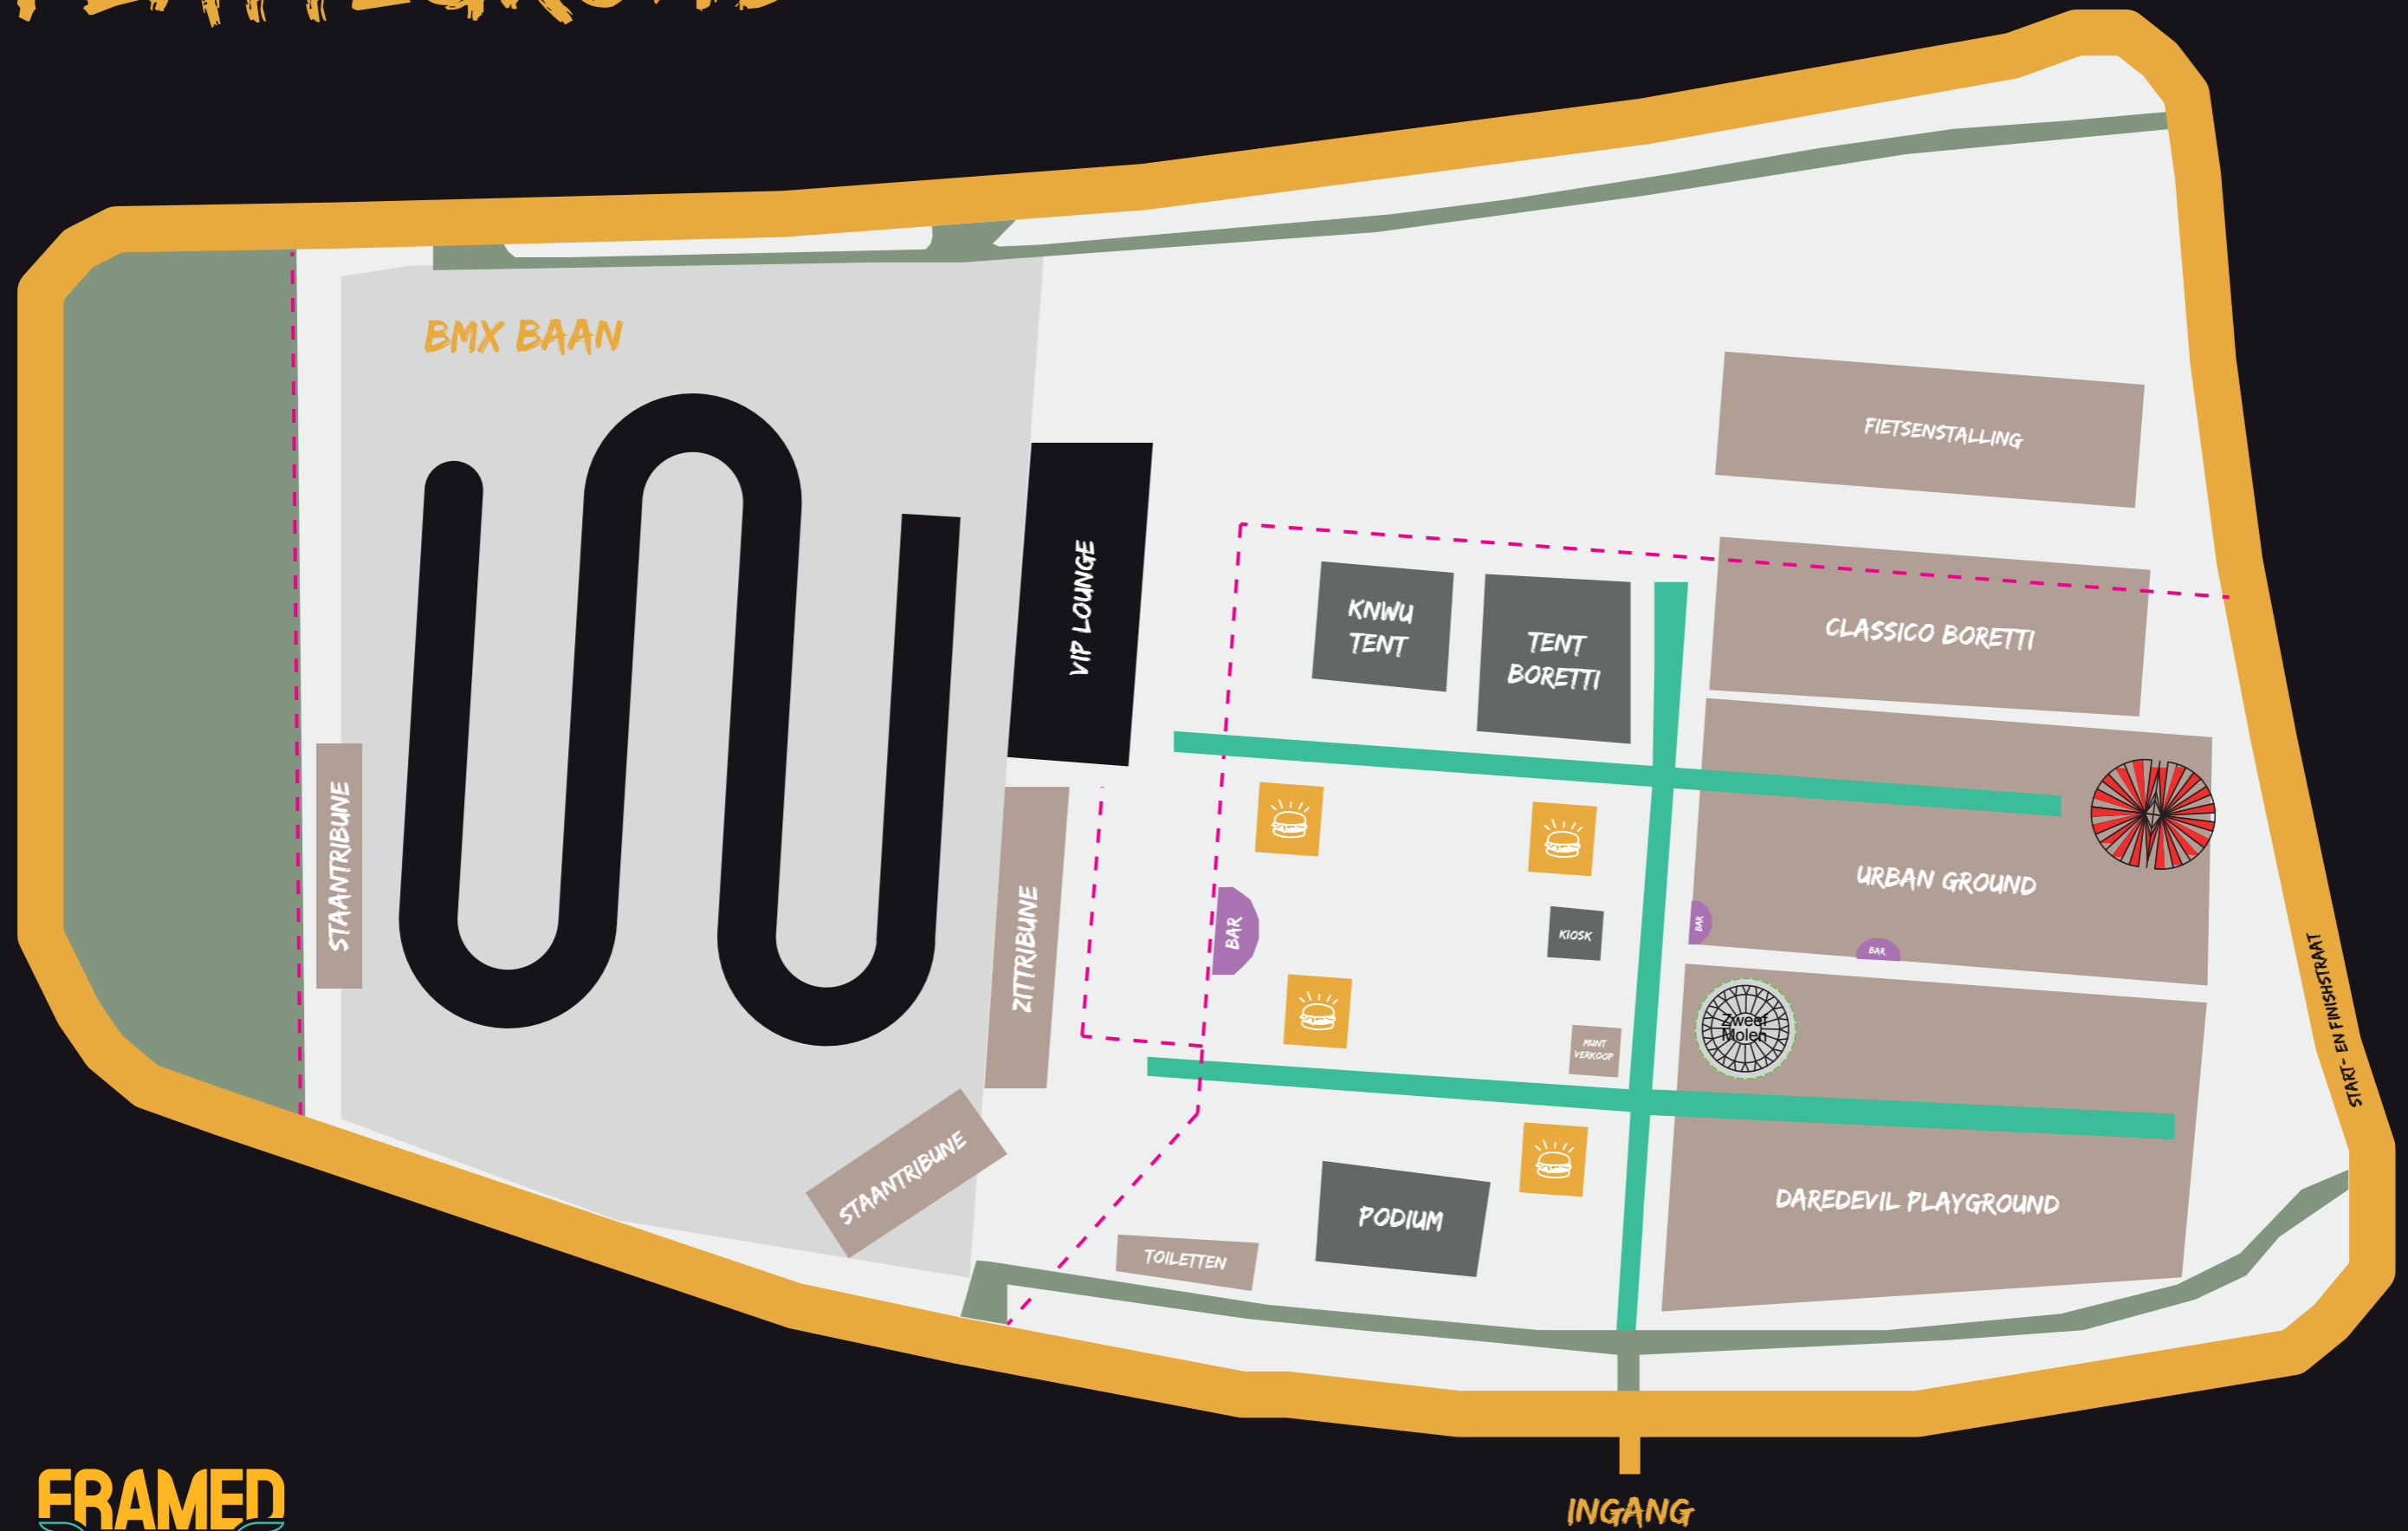 BMX BAAN
FIETSENSTALLING
VIP LOUNGE
KNWU
TENT
TENT
BORETTI
CLASSICO BORETTI
STAANTRIBUNE
ZITTRIBUNE
BAR
KIOSK
BAR
URBAN GROUND
BAR
START- EN FINISHSTRAAT
MUNT
VERKOOP
Zweef
Molen
STAANTRIBUNE
PODIUM
DAREDEVIL PLAYGROUND
TOILETTEN
FRAMED
INGANG